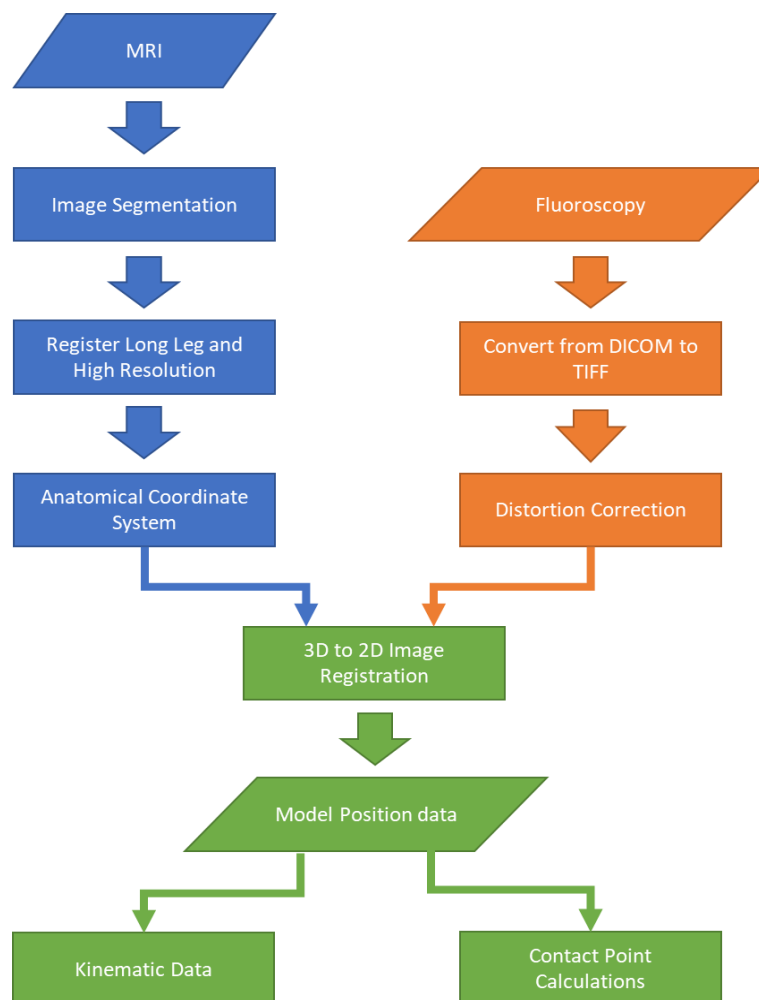 MRI
Image Segmentation
Fluoroscopy
Register Long Leg and
High Resolution
Convert from DICOM to
TIFF
Anatomical Coordinate
System
Distortion Correction
3D to 2D Image
Registration
Model Position data
Kinematic Data
Contact Point
Calculations